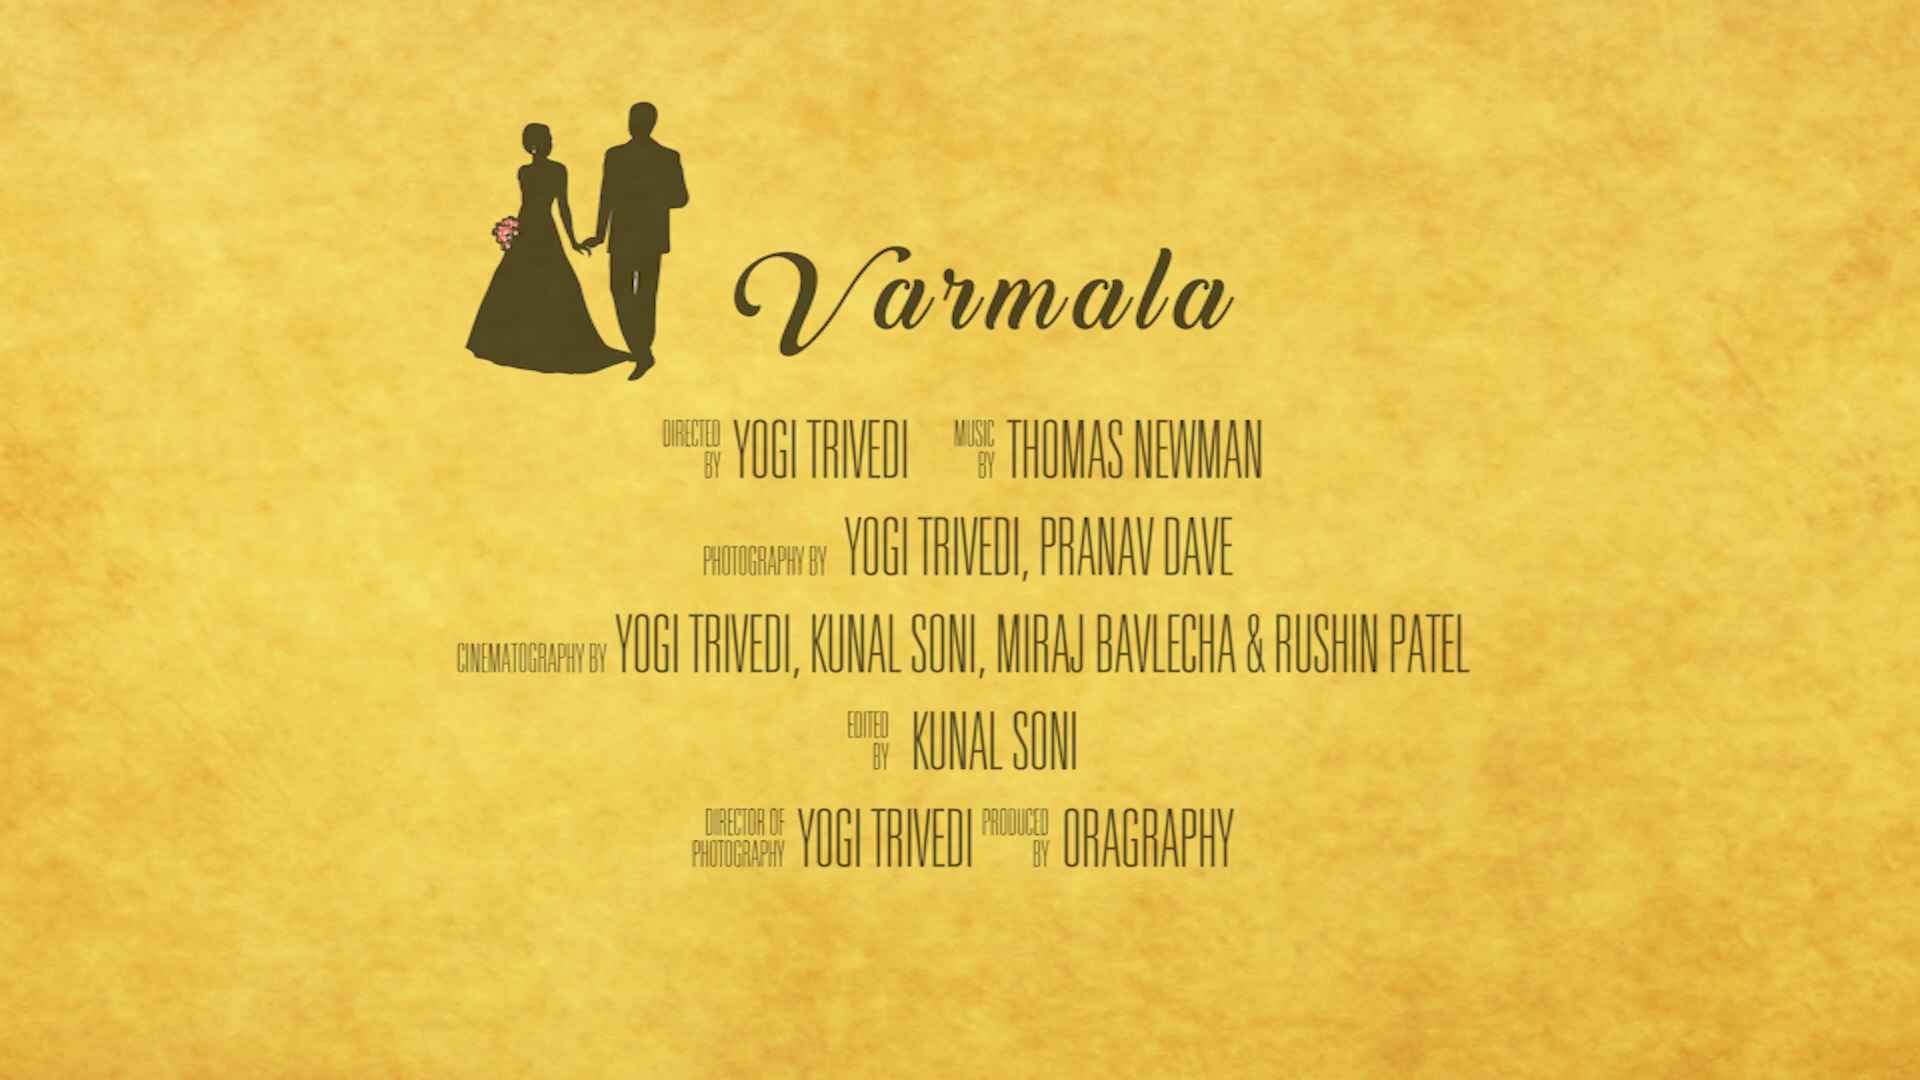 Varmala
DIRECTED BY YOGI TRIVEDI MUSIC BY THOMAS NEWMAN
PHOTOGRAPHY BY YOGI TRIVEDI, PRANAV DAVE
CINEMATOGRAPHY BY YOGI TRIVEDI, KUNAL SONI, MIRAJ BAVLECHA & RUSHIN PATEL
EDITED BY KUNAL SONI
DIRECTOR OF PHOTOGRAPHY YOGI TRIVEDI PRODUCED BY ORAGRAPHY